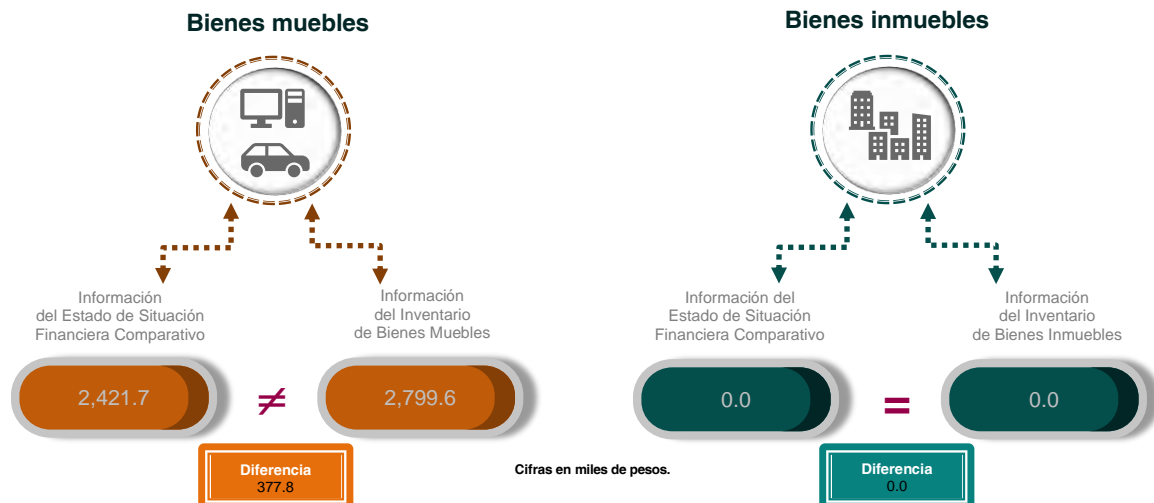 Bienes muebles
Información
del Estado de Situación
Financiera Comparativo
Información
del Inventario
de Bienes Muebles
2,421.7
≠
2,799.6
Diferencia
377.8
Cifras en miles de pesos.
Bienes inmuebles
Información del
Estado de Situación
Financiera Comparativo
Información
del Inventario
de Bienes Inmuebles
0.0
=
0.0
Diferencia
0.0